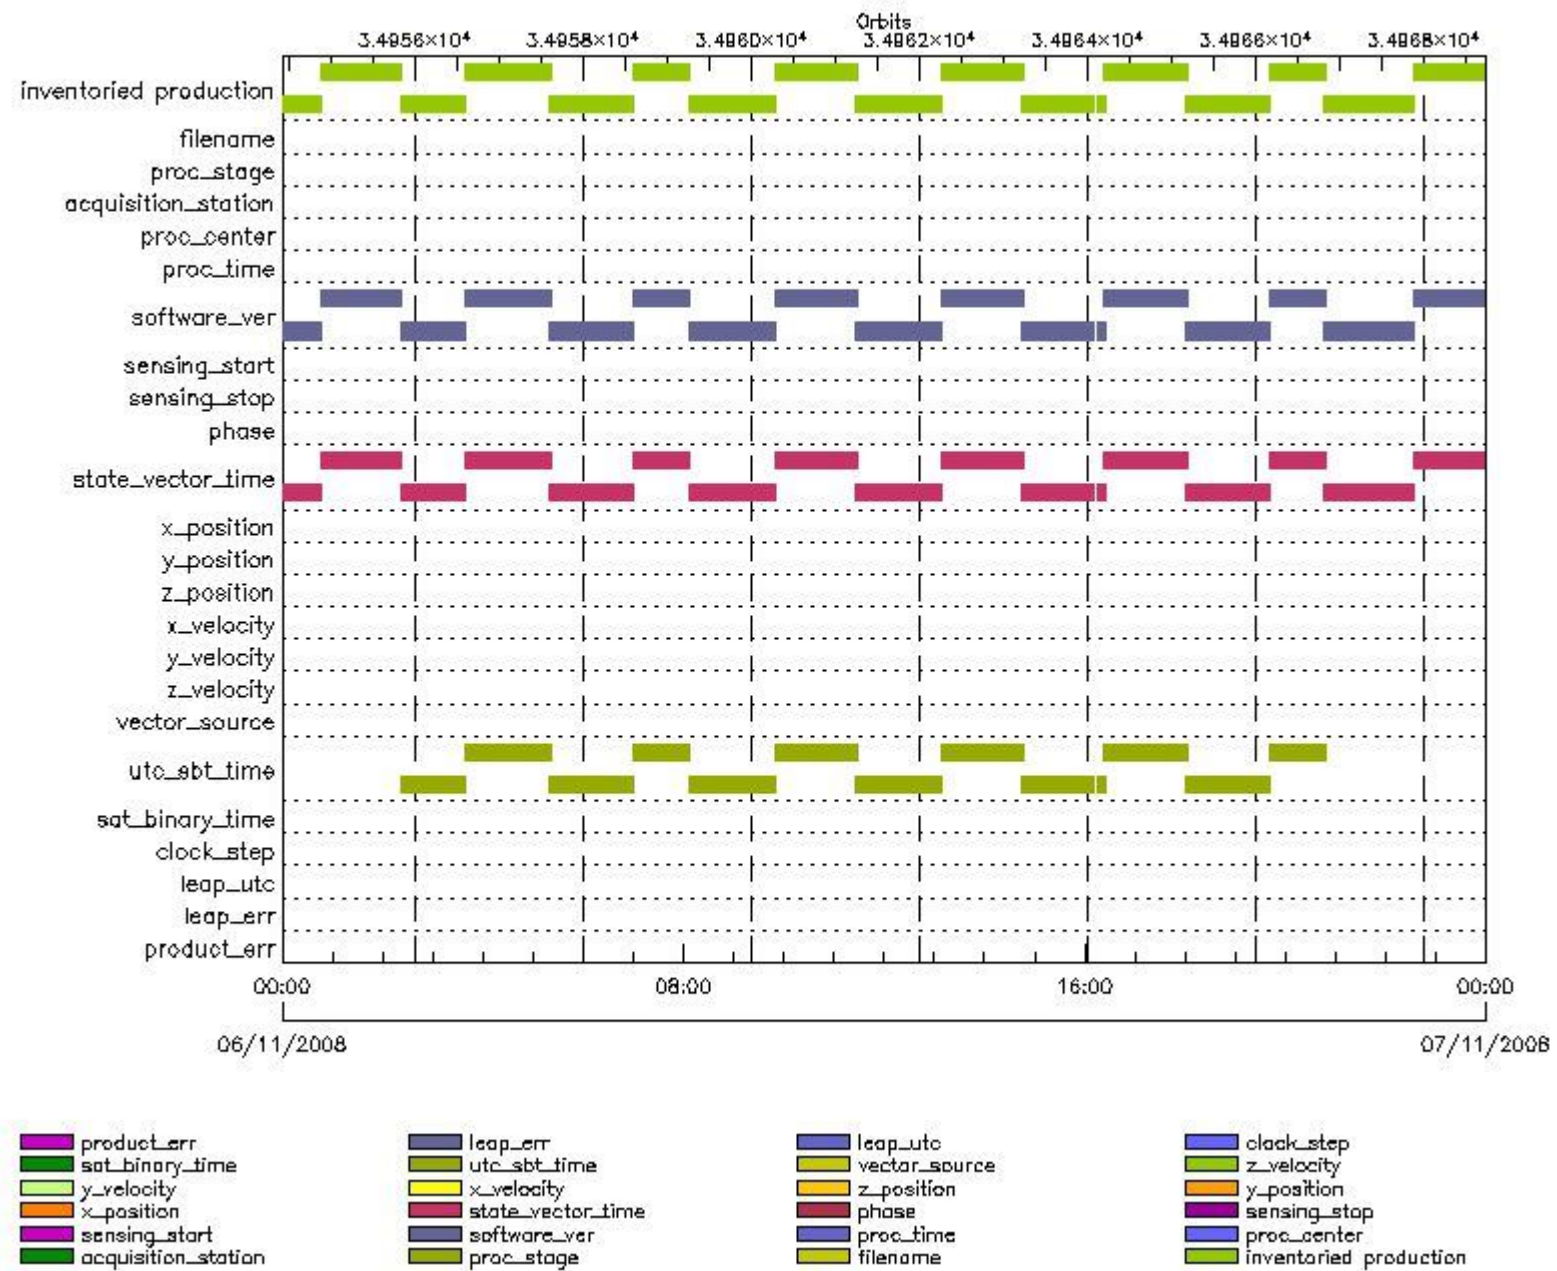 Orbits
3.4956×10⁴ 3.4958×10⁴ 3.4960×10⁴ 3.4962×10⁴ 3.4964×10⁴ 3.4966×10⁴ 3.4968×10⁴
inventoried production
filename
proc_stage
acquisition_station
proc_center
proc_time
software_ver
sensing_start
sensing_stop
phase
state_vector_time
x_position
y_position
z_position
x_velocity
y_velocity
z_velocity
vector_source
utc_sbt_time
sat_binary_time
clock_step
leap_utc
leap_err
product_err
00:00 08:00 16:00 00:00
06/11/2008 07/11/2008
product_err leap_err leap_utc clock_step
sat_binary_time utc_sbt_time vector_source z_velocity
y_velocity x_velocity z_position y_position
x_position state_vector_time phase sensing_stop
sensing_start software_ver proc_time proc_center
acquisition_station proc_stage filename inventoried production